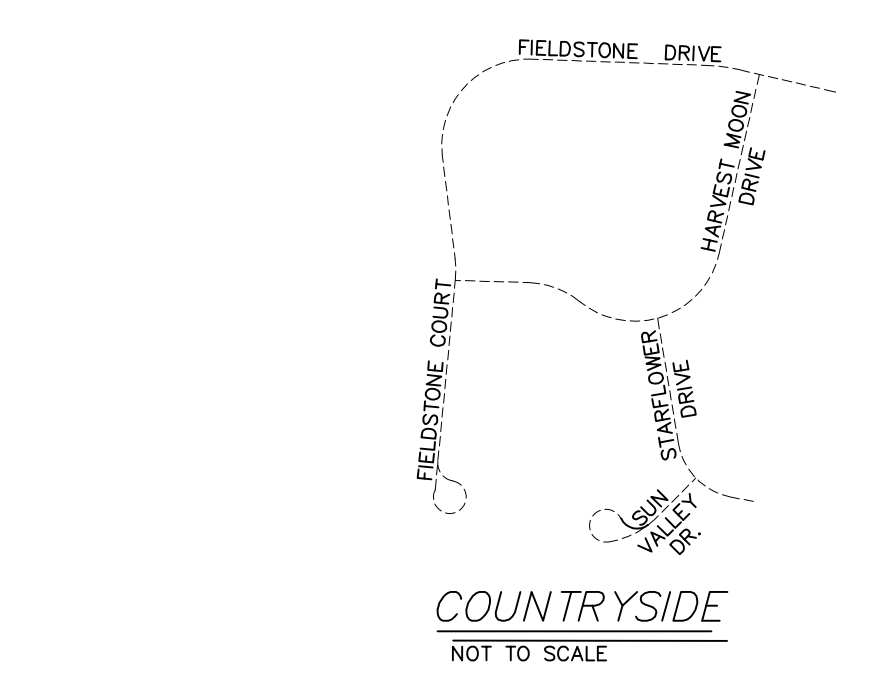 FIELDSTONE DRIVE
HARVEST MOON
DRIVE
FIELDSTONE COURT
STARFLOWER
DRIVE
SUN
VALLEY
DR.
COUNTRYSIDE
NOT TO SCALE